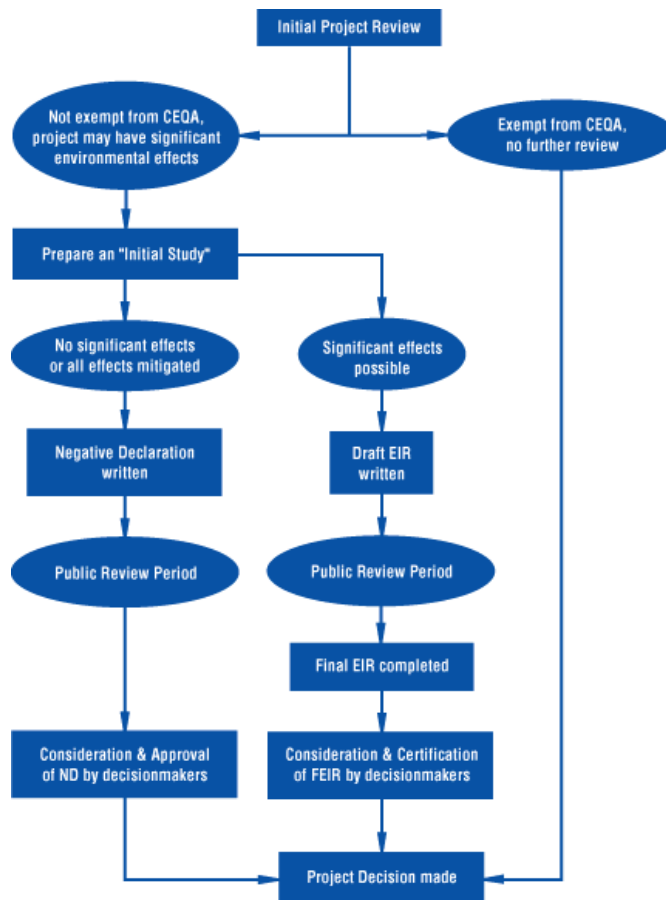 Initial Project Review
Not exempt from CEQA,
project may have significant
environmental effects
Exempt from CEQA,
no further review
Prepare an "Initial Study"
No significant effects
or all effects mitigated
Significant effects
possible
Negative Declaration
written
Draft EIR
written
Public Review Period
Public Review Period
Final EIR completed
Consideration & Approval
of ND by decisionmakers
Consideration & Certification
of FEIR by decisionmakers
Project Decision made